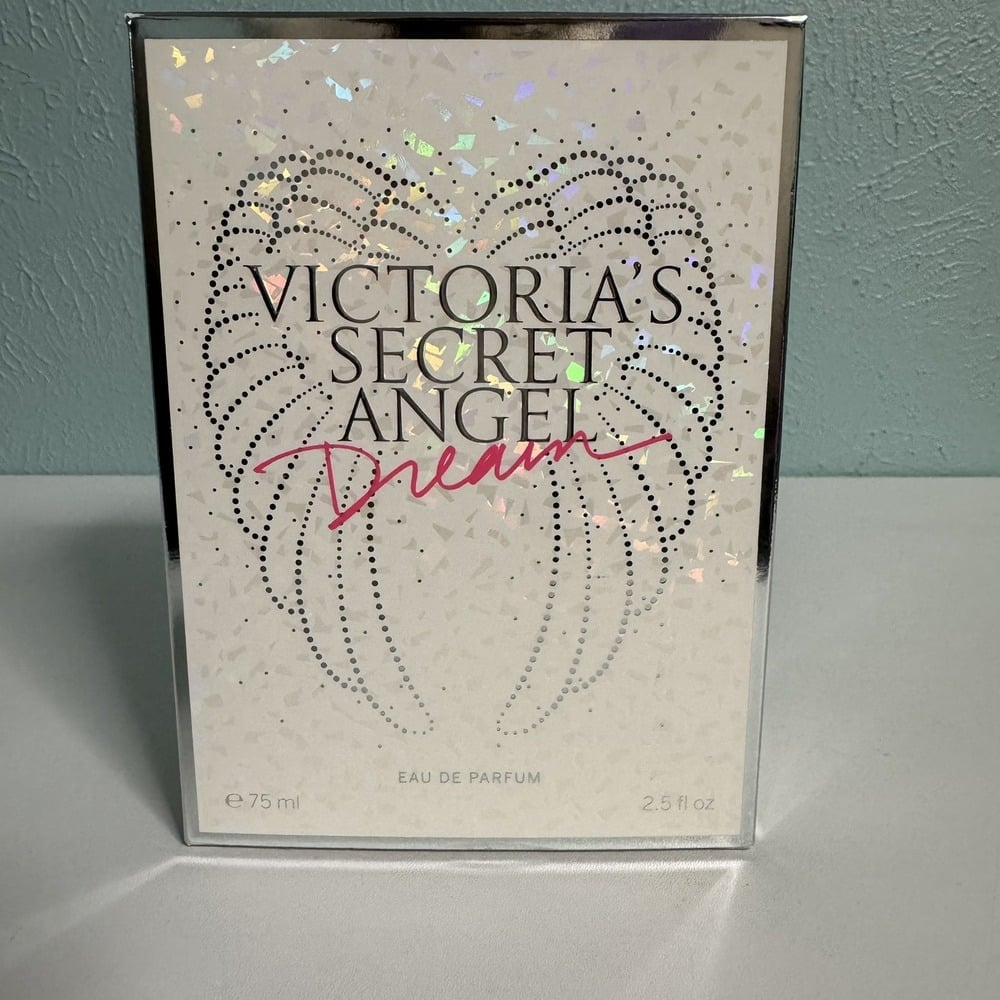 VICTORIA'S
SECRET
ANGEL
Dream
EAU DE PARFUM
℮ 75 ml 2.5 fl oz